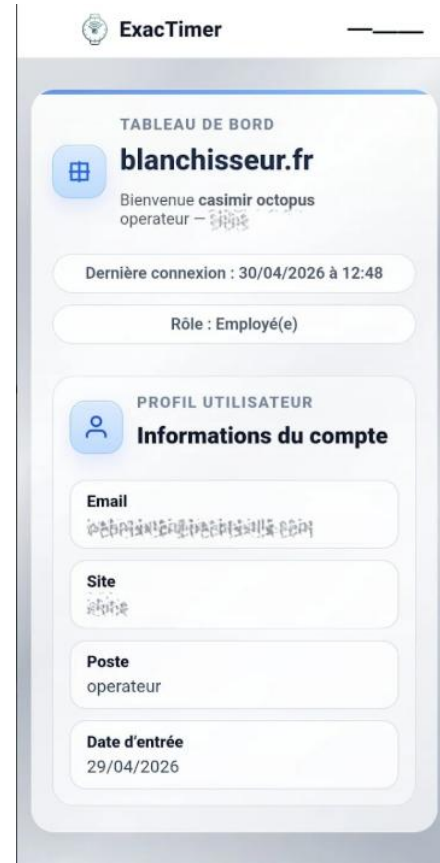 ExacTimer
TABLEAU DE BORD
blanchisseur.fr
Bienvenue casimir octopus
operateur —
Dernière connexion : 30/04/2026 à 12:48
Rôle : Employé(e)
PROFIL UTILISATEUR
Informations du compte
Email
Site
Poste
operateur
Date d’entrée
29/04/2026